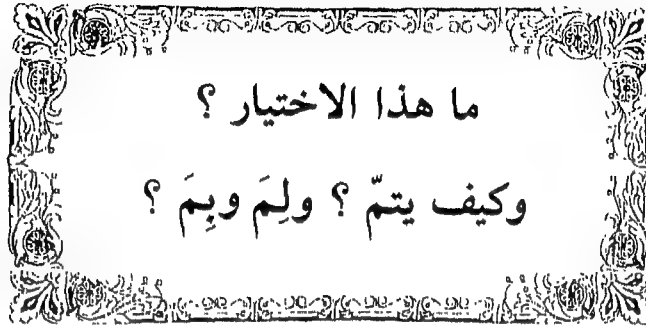 ما هذا الاختيار ؟
وكيف يتمّ ؟ ولِمَ وبِمَ ؟